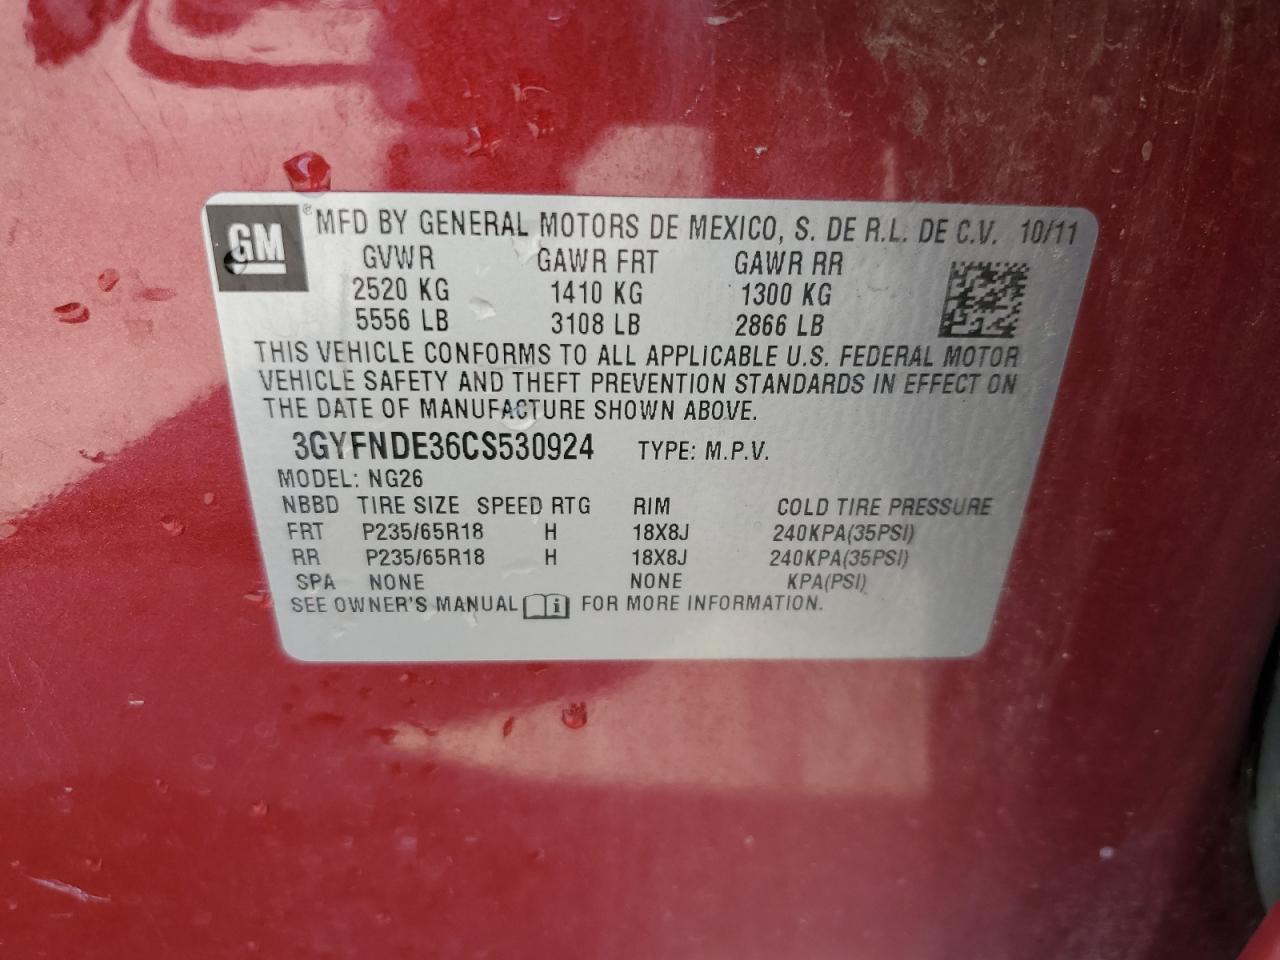 GM ® MFD BY GENERAL MOTORS DE MEXICO, S. DE R.L. DE C.V. 10/11
GVWR GAWR FRT GAWR RR
2520 KG 1410 KG 1300 KG
5556 LB 3108 LB 2866 LB
THIS VEHICLE CONFORMS TO ALL APPLICABLE U.S. FEDERAL MOTOR
VEHICLE SAFETY AND THEFT PREVENTION STANDARDS IN EFFECT ON
THE DATE OF MANUFACTURE SHOWN ABOVE.
3GYFNDE36CS530924 TYPE: M.P.V.
MODEL: NG26
NBBD TIRE SIZE SPEED RTG RIM COLD TIRE PRESSURE
FRT P235/65R18 H 18X8J 240KPA(35PSI)
RR P235/65R18 H 18X8J 240KPA(35PSI)
SPA NONE NONE KPA(PSI)
SEE OWNER'S MANUAL i FOR MORE INFORMATION.